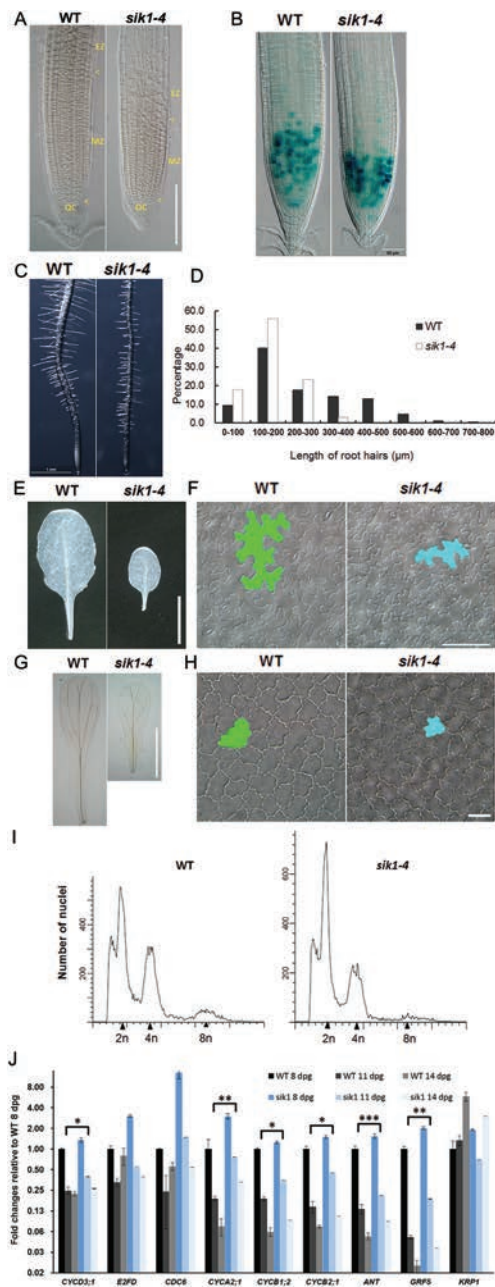 A WT sik1-4
EZ
EZ
MZ
MZ
QC
QC
B WT sik1-4
C WT sik1-4
D
60.0
50.0
40.0
30.0
20.0
10.0
0.0
Percentage
WT
sik1-4
0-100 100-200 200-300 300-400 400-500 500-600 600-700 700-800
Length of root hairs (µm)
E WT sik1-4
F WT sik1-4
G WT sik1-4
H WT sik1-4
I
WT sik1-4
Number of nuclei
400
200
600
400
200
2n 4n 8n
2n 4n 8n
J
Fold changes relative to WT 8 dpg
8.00
4.00
2.00
1.00
0.50
0.25
0.13
0.06
0.03
0.02
WT 8 dpg WT 11 dpg WT 14 dpg
sik1 8 dpg sik1 11 dpg sik1 14 dpg
* ** * * *** **
CYCD3;1 E2FD CDC6 CYCA2;1 CYCB1;2 CYCB2;1 ANT GRF5 KRP1